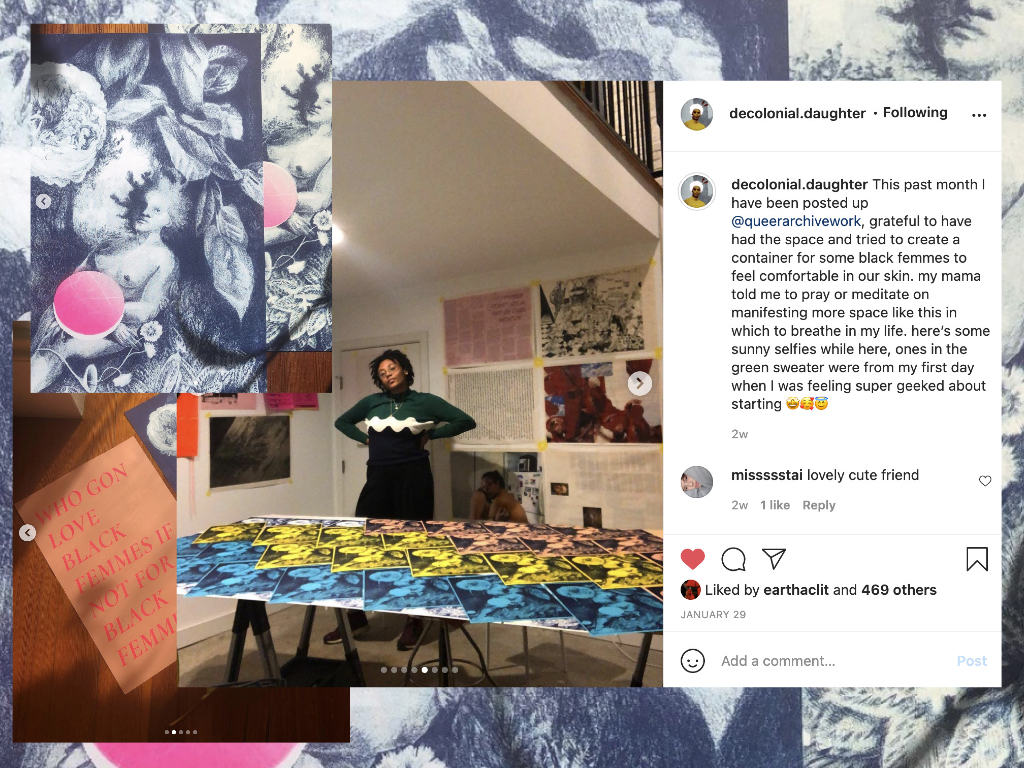 decolonial.daughter • Following
decolonial.daughter This past month I
have been posted up
@queerarchivework, grateful to have
had the space and tried to create a
container for some black femmes to
feel comfortable in our skin. my mama
told me to pray or meditate on
manifesting more space like this in
which to breathe in my life. here's some
sunny selfies while here, ones in the
green sweater were from my first day
when I was feeling super geeked about
starting 🤩🥰😇
2w
missssstai lovely cute friend
2w 1 like Reply
Liked by earthaclit and 469 others
JANUARY 29
Add a comment... Post
WHO GON
LOVE
BLACK
FEMMES IF
NOT FOR
BLACK
FEMM